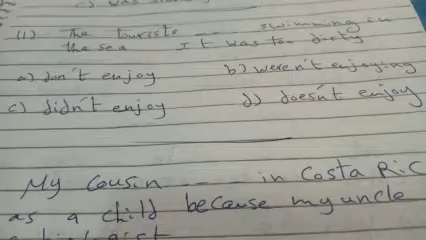 (1) The tourists ___ swimming in
the sea It was too dirty
a) don't enjoy b) weren't enjoying
c) didn't enjoy d) doesn't enjoy
My cousin ___ in Costa Ric
as a child because my uncle